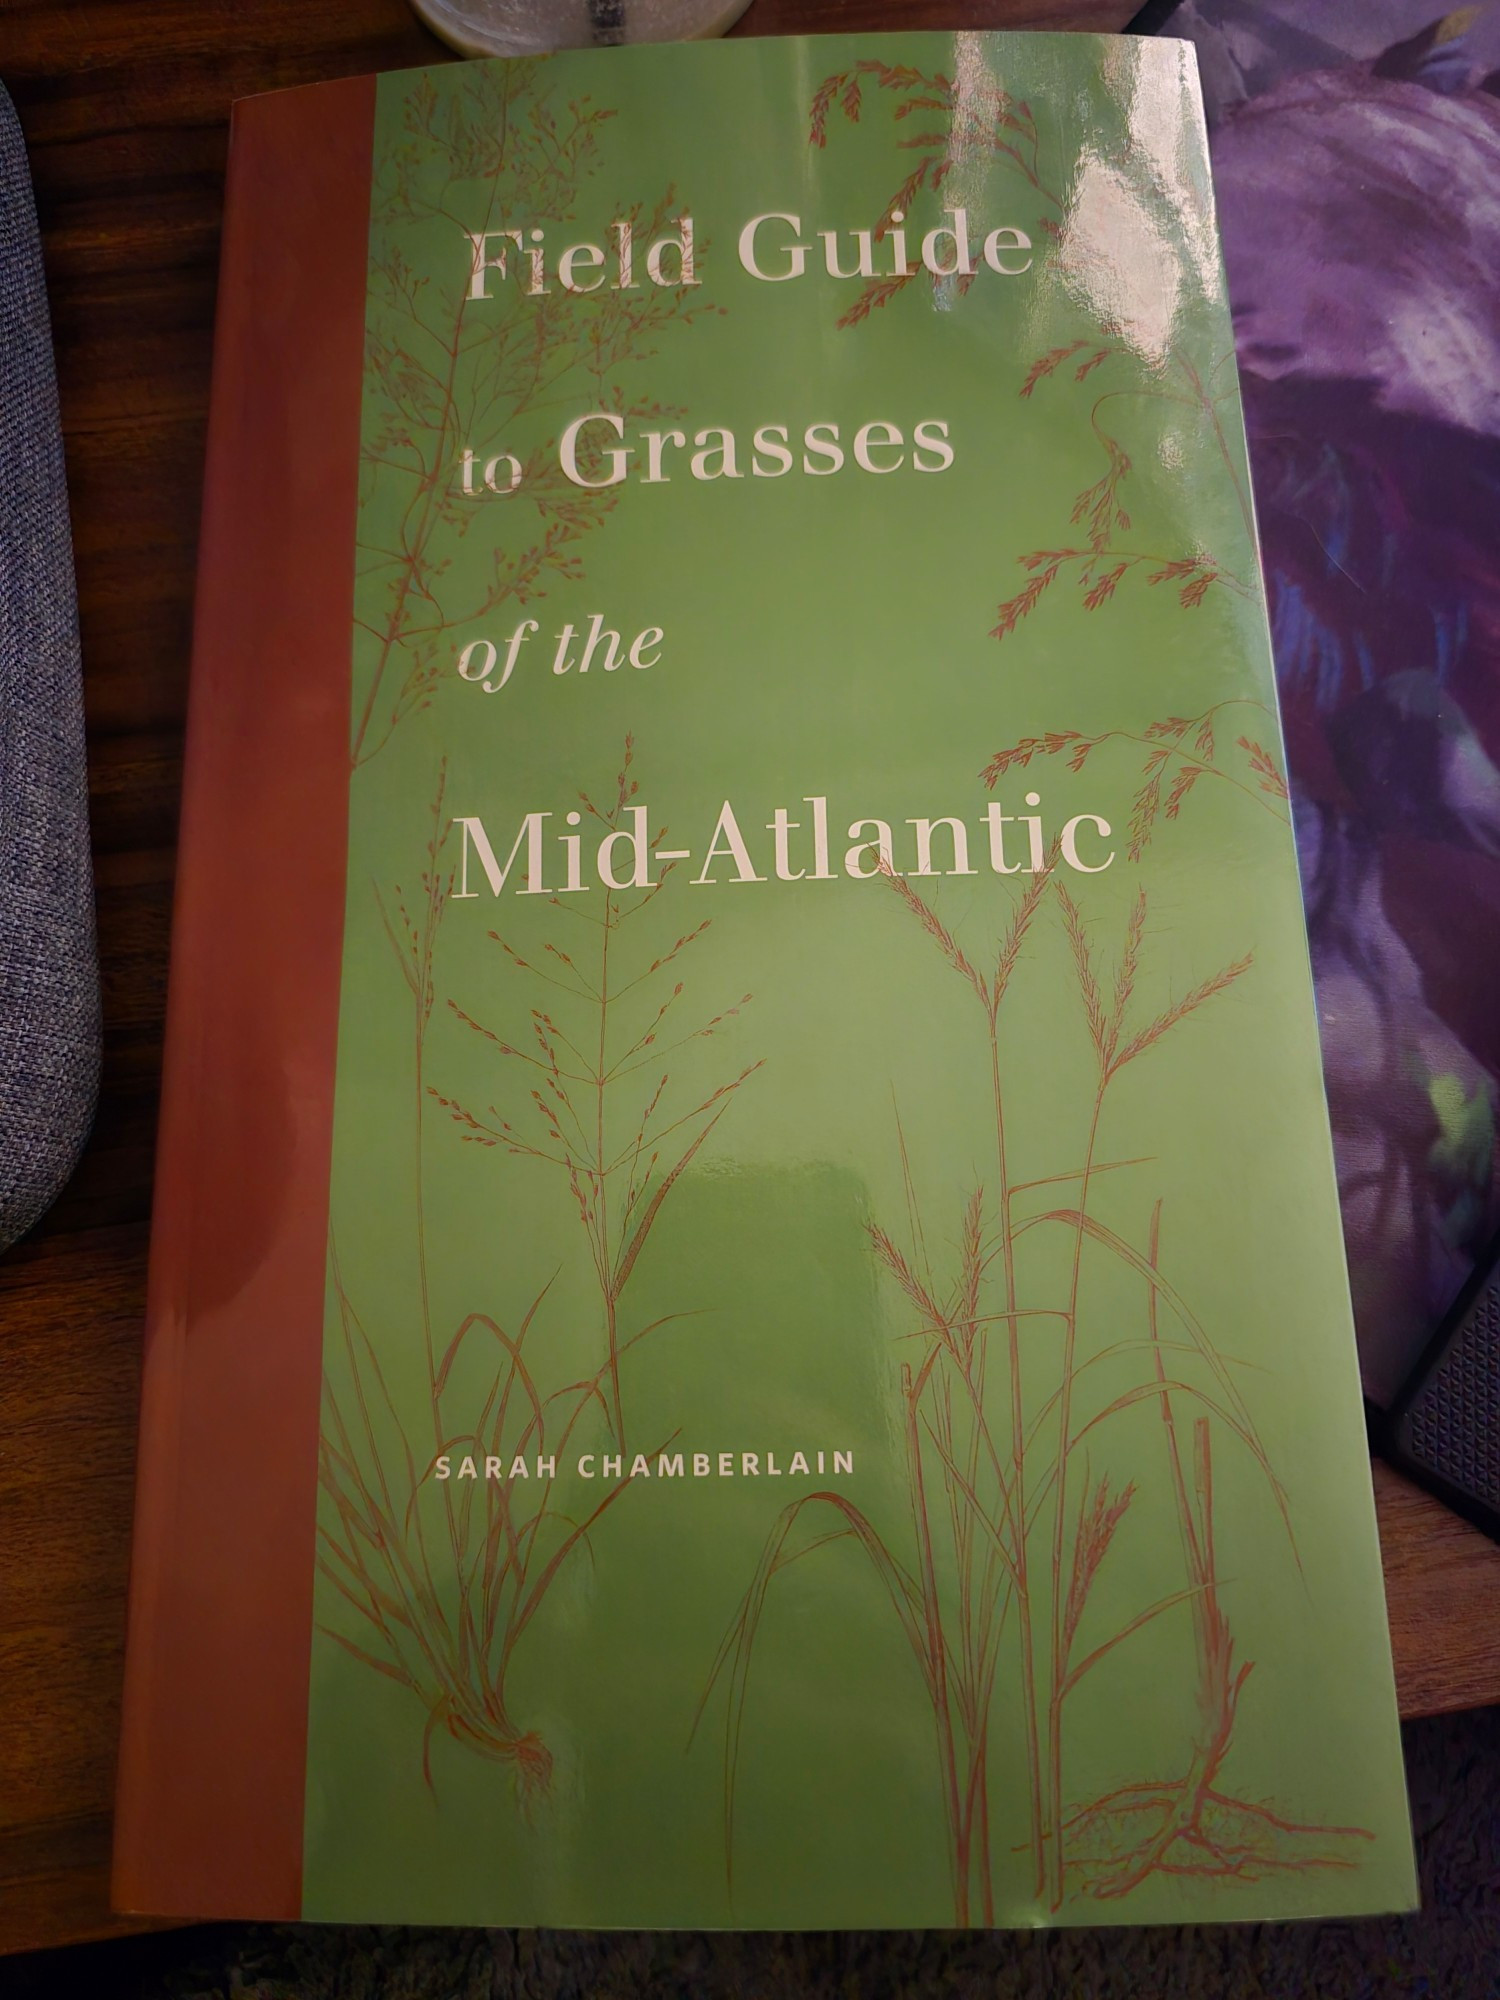 Field Guide
to Grasses
of the
Mid-Atlantic
SARAH CHAMBERLAIN